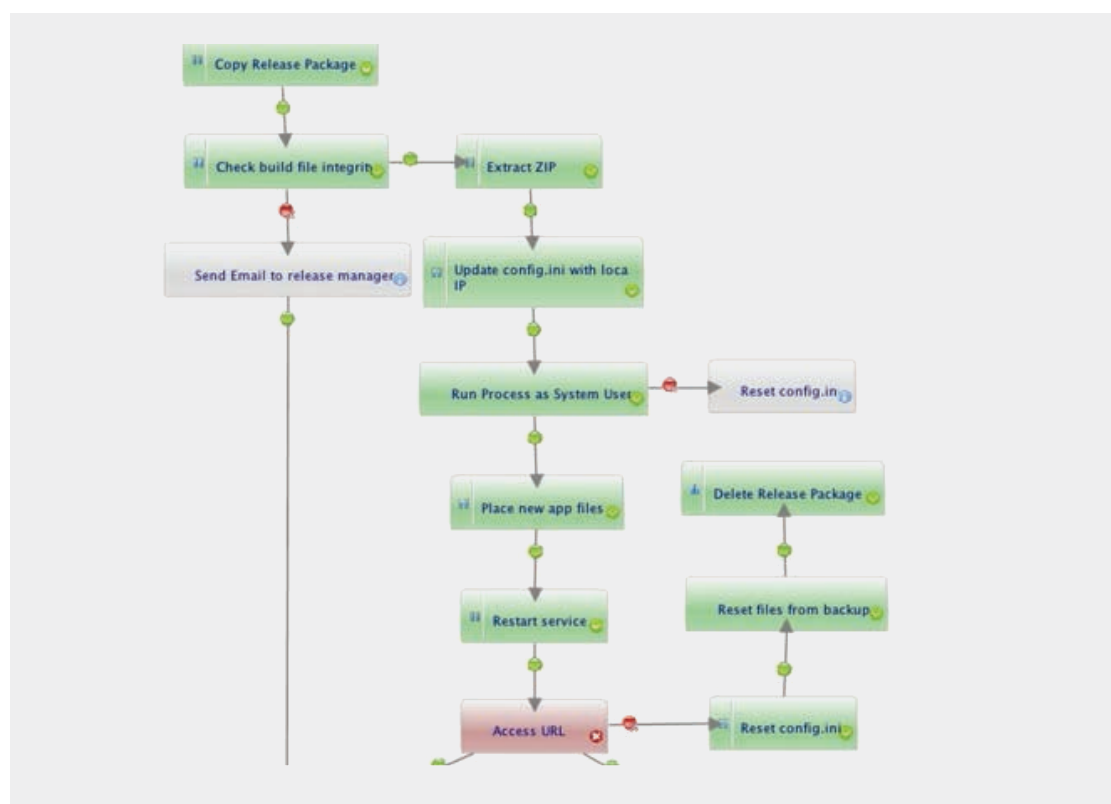 Copy Release Package
Check build file integrity
Extract ZIP
Send Email to release manager
Update config.ini with loca
IP
Run Process as System User
Reset config.in
Delete Release Package
Place new app files
Reset files from backup
Restart service
Access URL
Reset config.ini